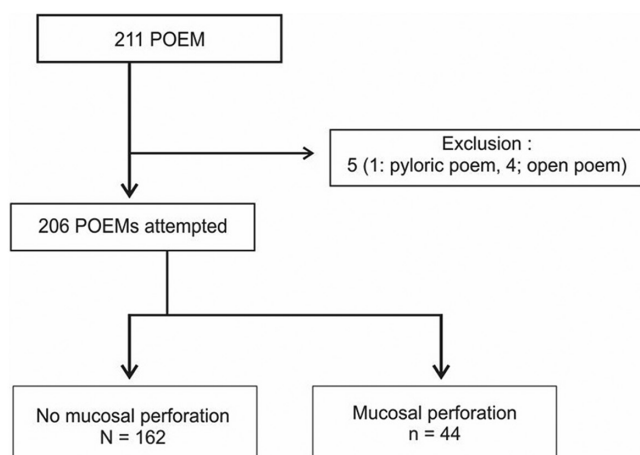 211 POEM
Exclusion :
5 (1: pyloric poem, 4; open poem)
206 POEMs attempted
No mucosal perforation
N = 162
Mucosal perforation
n = 44